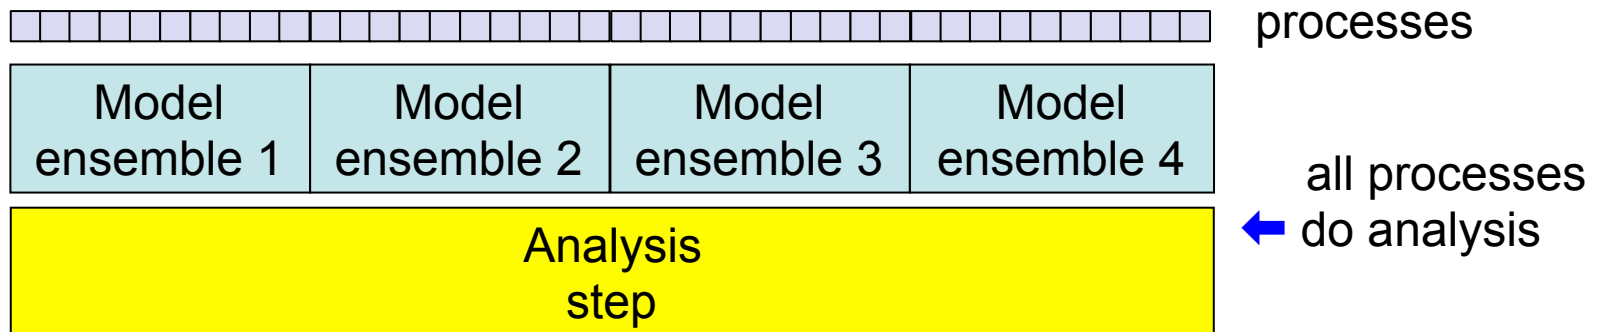 processes
Model
ensemble 1
Model
ensemble 2
Model
ensemble 3
Model
ensemble 4
all processes
do analysis
Analysis
step